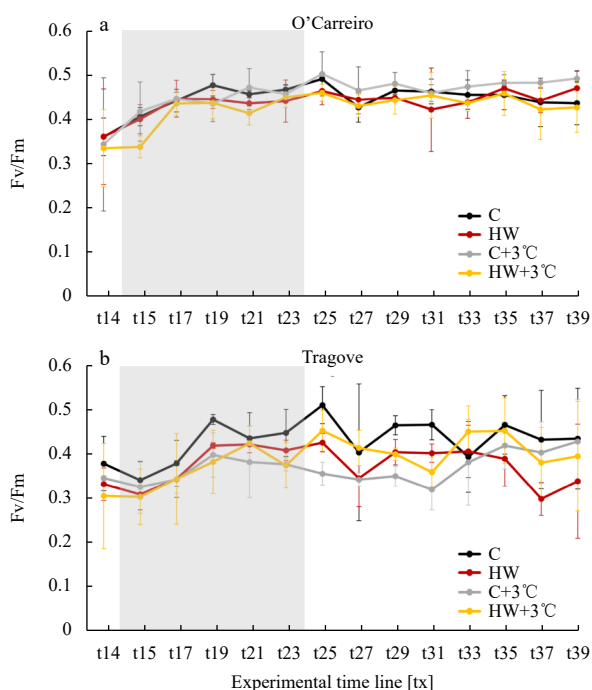 a
O'Carreiro
0.6
0.5
0.4
0.3
0.2
0.1
0
Fv/Fm
C
HW
C+3℃
HW+3℃
t14 t15 t17 t19 t21 t23 t25 t27 t29 t31 t33 t35 t37 t39
b
Tragove
0.6
0.5
0.4
0.3
0.2
0.1
0
Fv/Fm
C
HW
C+3℃
HW+3℃
t14 t15 t17 t19 t21 t23 t25 t27 t29 t31 t33 t35 t37 t39
Experimental time line [tx]